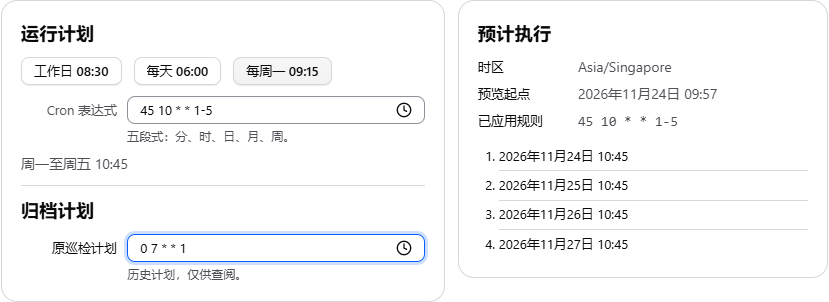 运行计划
工作日 08:30
每天 06:00
每周一 09:15
Cron 表达式
45 10 * * 1-5
五段式：分、时、日、月、周。
周一至周五 10:45
归档计划
原巡检计划
0 7 * * 1
历史计划，仅供查阅。
预计执行
时区 Asia/Singapore
预览起点 2026年11月24日 09:57
已应用规则 45 10 * * 1-5
1. 2026年11月24日 10:45
2. 2026年11月25日 10:45
3. 2026年11月26日 10:45
4. 2026年11月27日 10:45